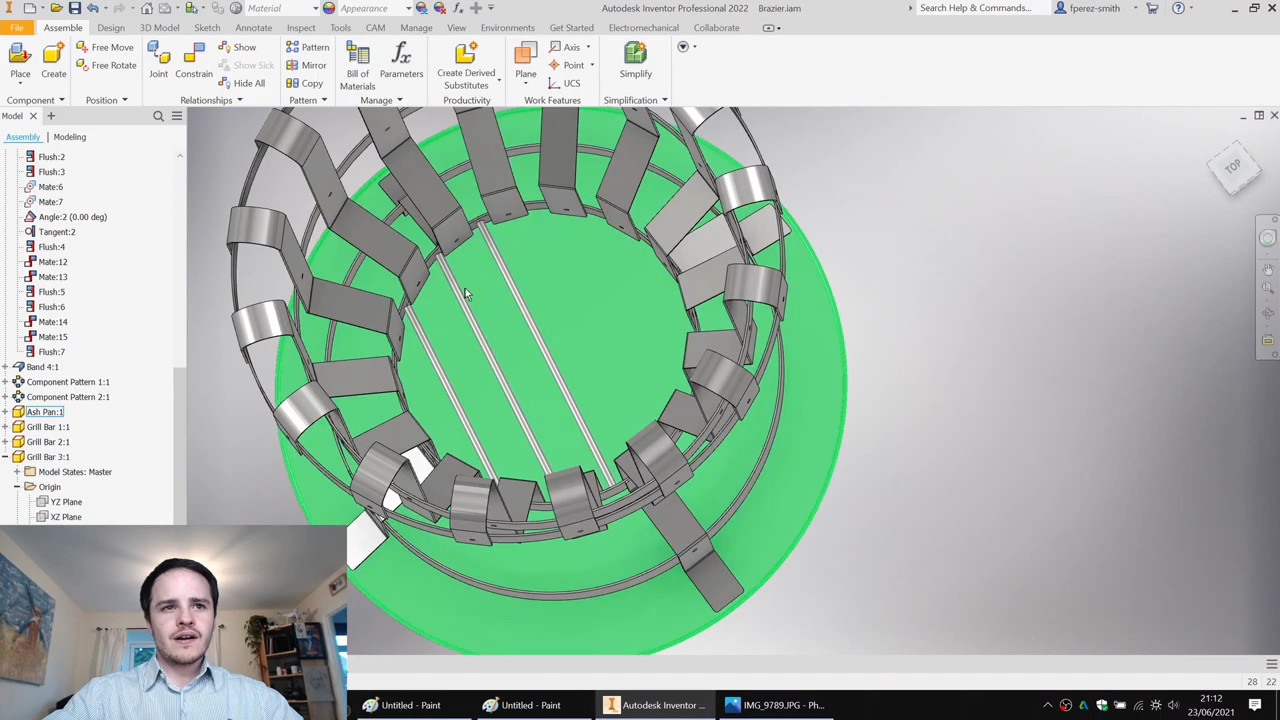 Material
Appearance
Autodesk Inventor Professional 2022 Brazier.iam
Search Help & Commands...
fperez-smith
File
Assemble
Design
3D Model
Sketch
Annotate
Inspect
Tools
CAM
Manage
View
Environments
Get Started
Electromechanical
Collaborate
Place
Create
Free Move
Free Rotate
Joint
Constrain
Show
Show Sick
Hide All
Pattern
Mirror
Copy
Bill of
Materials
Parameters
Create Derived
Substitutes
Plane
Axis
Point
UCS
Simplify
Component
Position
Relationships
Pattern
Manage
Productivity
Work Features
Simplification
Model
Assembly
Modeling
Flush:2
Flush:3
Mate:6
Mate:7
Angle:2 (0.00 deg)
Tangent:2
Flush:4
Mate:12
Mate:13
Flush:5
Flush:6
Mate:14
Mate:15
Flush:7
Band 4:1
Component Pattern 1:1
Component Pattern 2:1
Ash Pan:1
Grill Bar 1:1
Grill Bar 2:1
Grill Bar 3:1
Model States: Master
Origin
YZ Plane
XZ Plane
TOP
28 22
Untitled - Paint
Untitled - Paint
Autodesk Inventor ...
IMG_9789.JPG - Ph...
21:12
23/06/2021